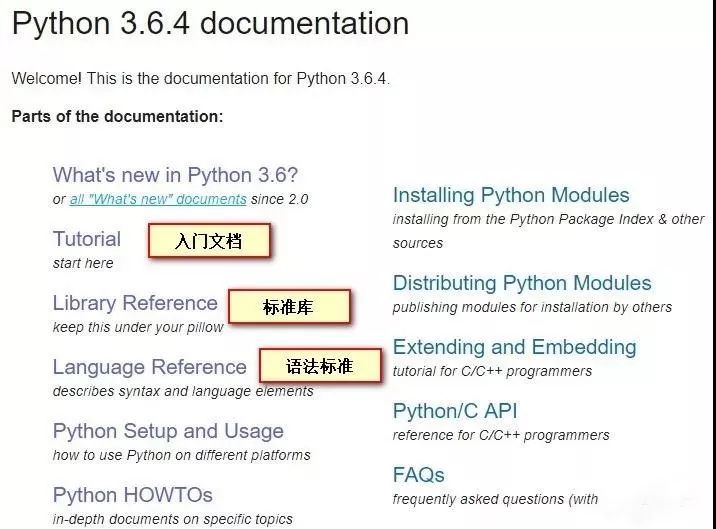 Python 3.6.4 documentation
Welcome! This is the documentation for Python 3.6.4.
Parts of the documentation:
What's new in Python 3.6?
or all "What's new" documents since 2.0
Tutorial 入门文档
start here
Library Reference 标准库
keep this under your pillow
Language Reference 语法标准
describes syntax and language elements
Python Setup and Usage
how to use Python on different platforms
Python HOWTOs
in-depth documents on specific topics
Installing Python Modules
installing from the Python Package Index & other
sources
Distributing Python Modules
publishing modules for installation by others
Extending and Embedding
tutorial for C/C++ programmers
Python/C API
reference for C/C++ programmers
FAQs
frequently asked questions (with